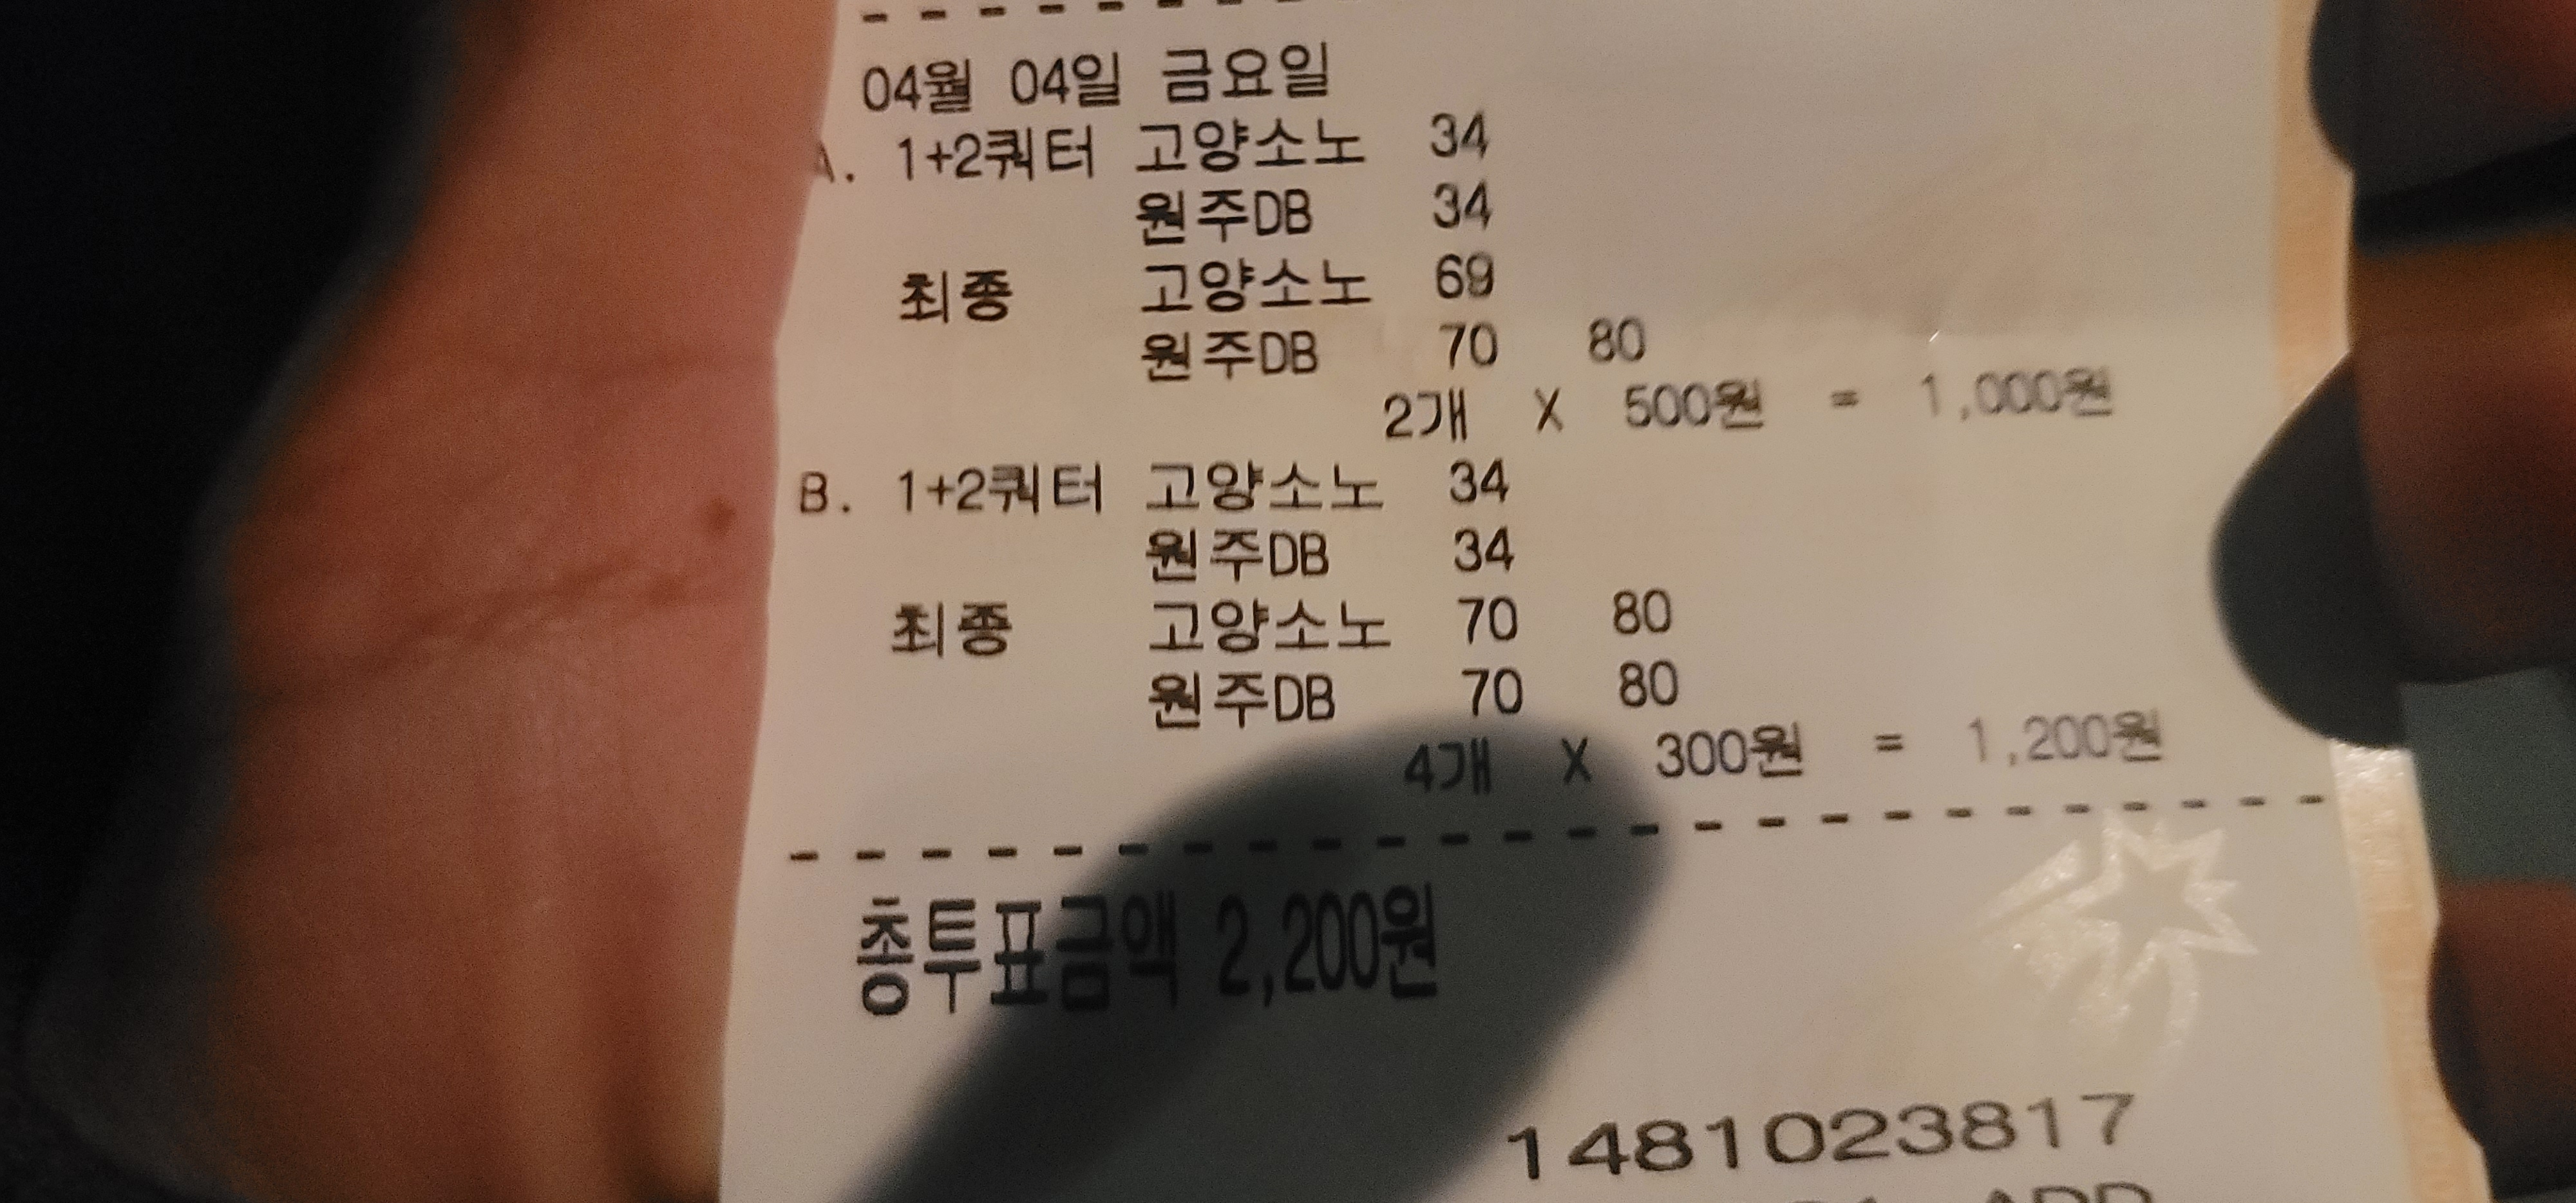 04월 04일 금요일
A. 1+2쿼터 고양소노 34
원주DB 34
최종 고양소노 69
원주DB 70 80
2개 X 500원 = 1,000원
B. 1+2쿼터 고양소노 34
원주DB 34
최종 고양소노 70 80
원주DB 70 80
4개 X 300원 = 1,200원
총투표금액 2,200원
1481023817